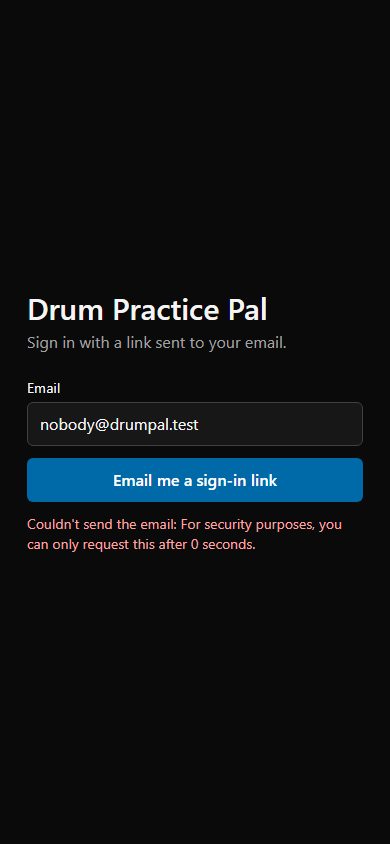 Drum Practice Pal
Sign in with a link sent to your email.
Email
nobody@drumpal.test
Email me a sign-in link
Couldn't send the email: For security purposes, you
can only request this after 0 seconds.